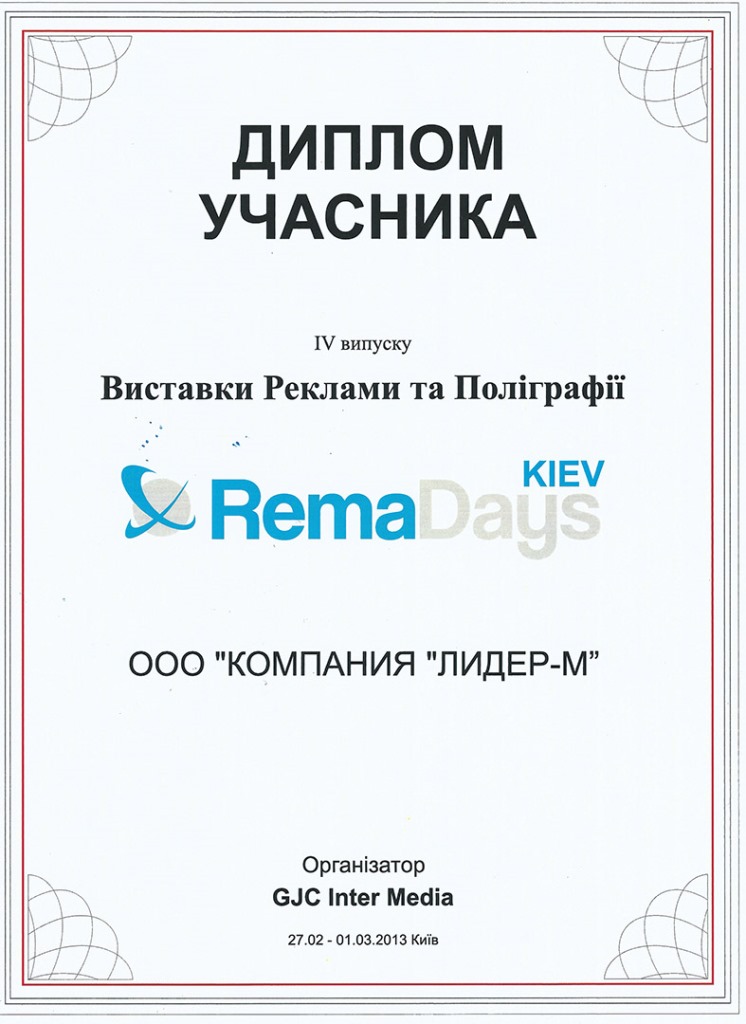 ДИПЛОМ
УЧАСНИКА
IV випуску
Виставки Реклами та Поліграфії
KIEV
RemaDays
ООО "КОМПАНИЯ "ЛИДЕР-М”
Організатор
GJC Inter Media
27.02 - 01.03.2013 Київ